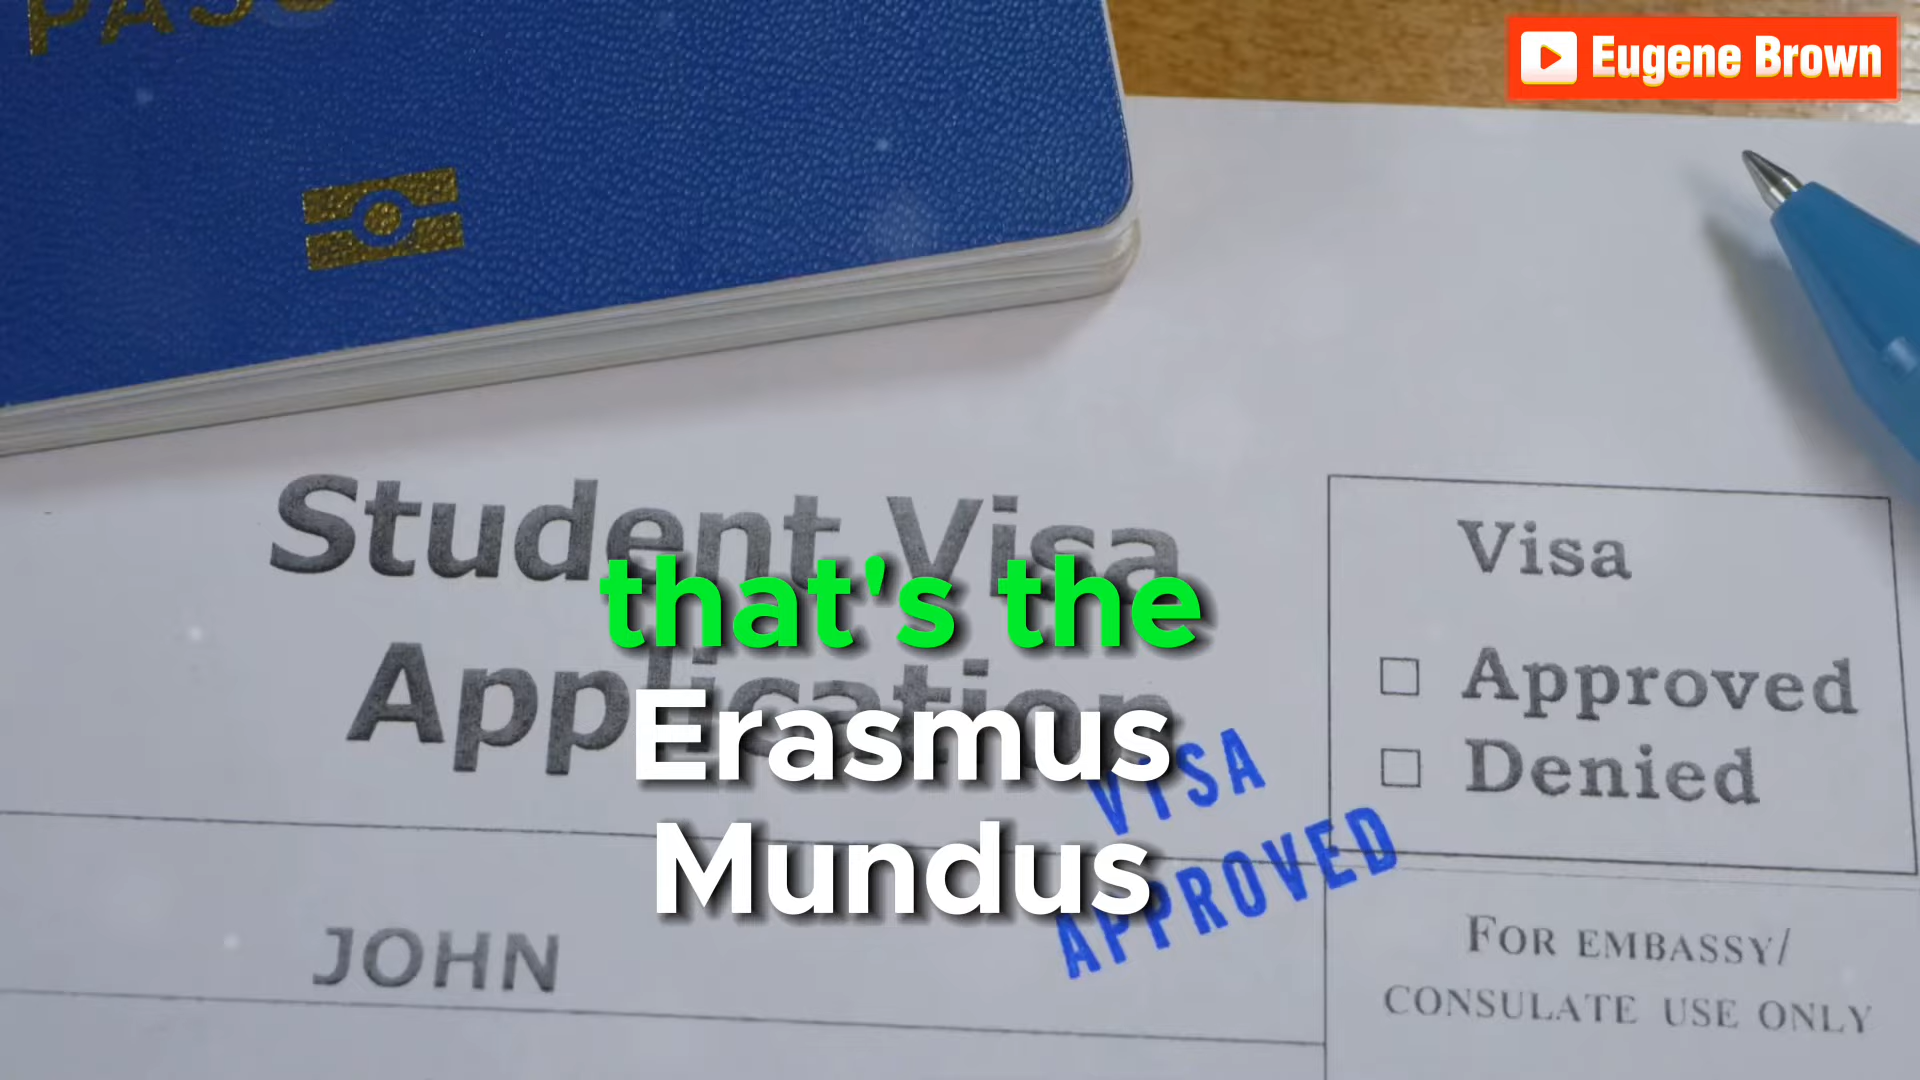 Eugene Brown
Student Visa
Application
that's the
Erasmus
Mundus
Visa
Approved
Denied
VISA
APPROVED
JOHN
FOR EMBASSY/
CONSULATE USE ONLY